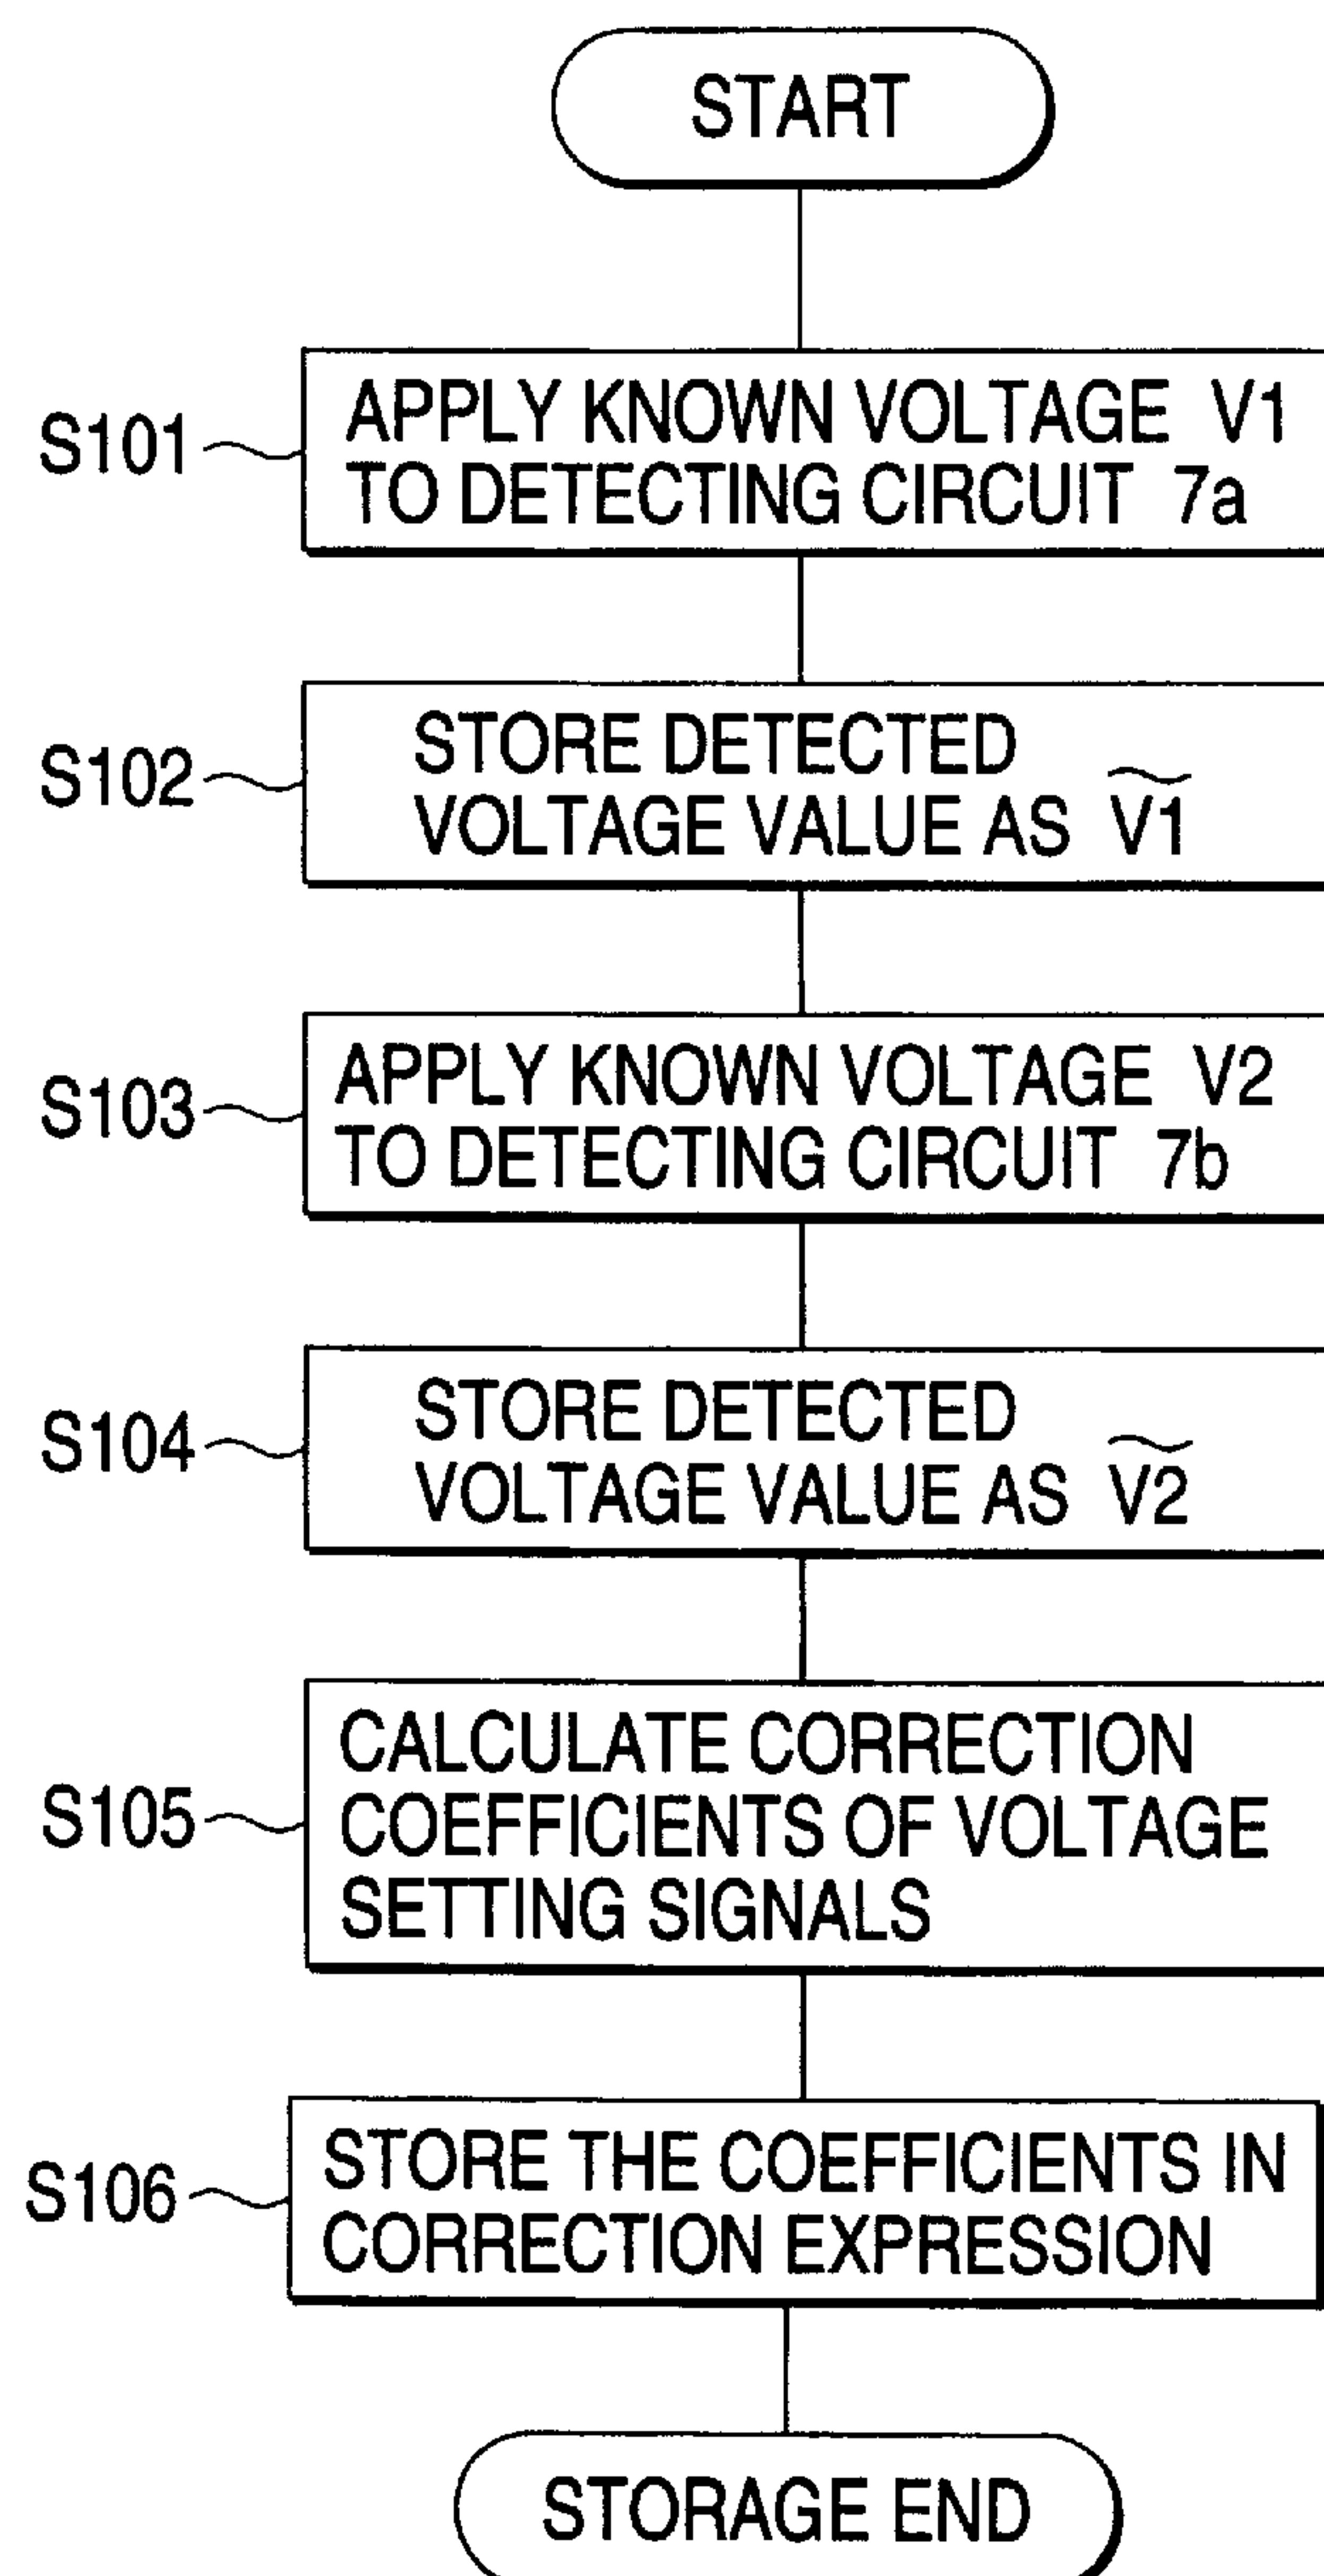 START
S101
APPLY KNOWN VOLTAGE V1
TO DETECTING CIRCUIT 7a
S102
STORE DETECTED
VOLTAGE VALUE AS Ṽ1
S103
APPLY KNOWN VOLTAGE V2
TO DETECTING CIRCUIT 7b
S104
STORE DETECTED
VOLTAGE VALUE AS Ṽ2
S105
CALCULATE CORRECTION
COEFFICIENTS OF VOLTAGE
SETTING SIGNALS
S106
STORE THE COEFFICIENTS IN
CORRECTION EXPRESSION
STORAGE END